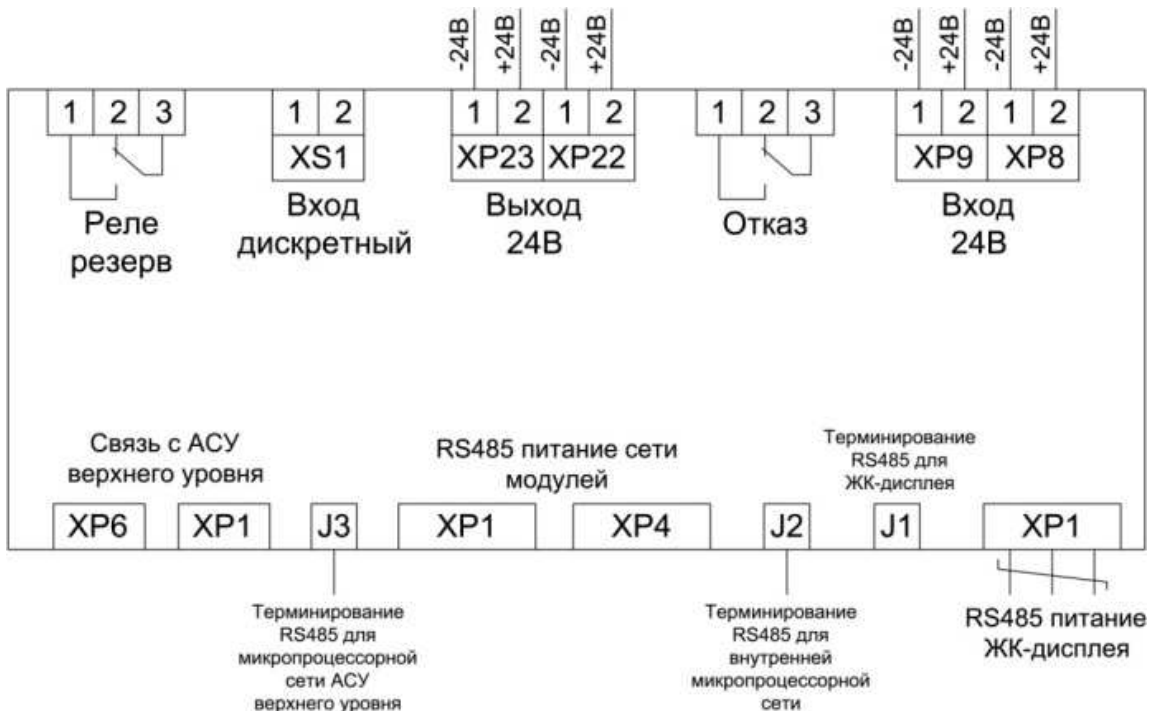 -24В +24В -24В +24В -24В +24В -24В +24В
1 2 3 1 2 1 2 1 2 1 2 3 1 2 1 2
XS1 XP23 XP22 XP9 XP8
Реле
резерв
Вход
дискретный
Выход
24В
Отказ
Вход
24В
Связь с АСУ
верхнего уровня
RS485 питание сети
модулей
Терминирование
RS485 для
ЖК-дисплея
XP6 XP1 J3 XP1 XP4 J2 J1 XP1
Терминирование
RS485 для
микропроцессорной
сети АСУ
верхнего уровня
Терминирование
RS485 для
внутренней
микропроцессорной
сети
RS485 питание
ЖК-дисплея